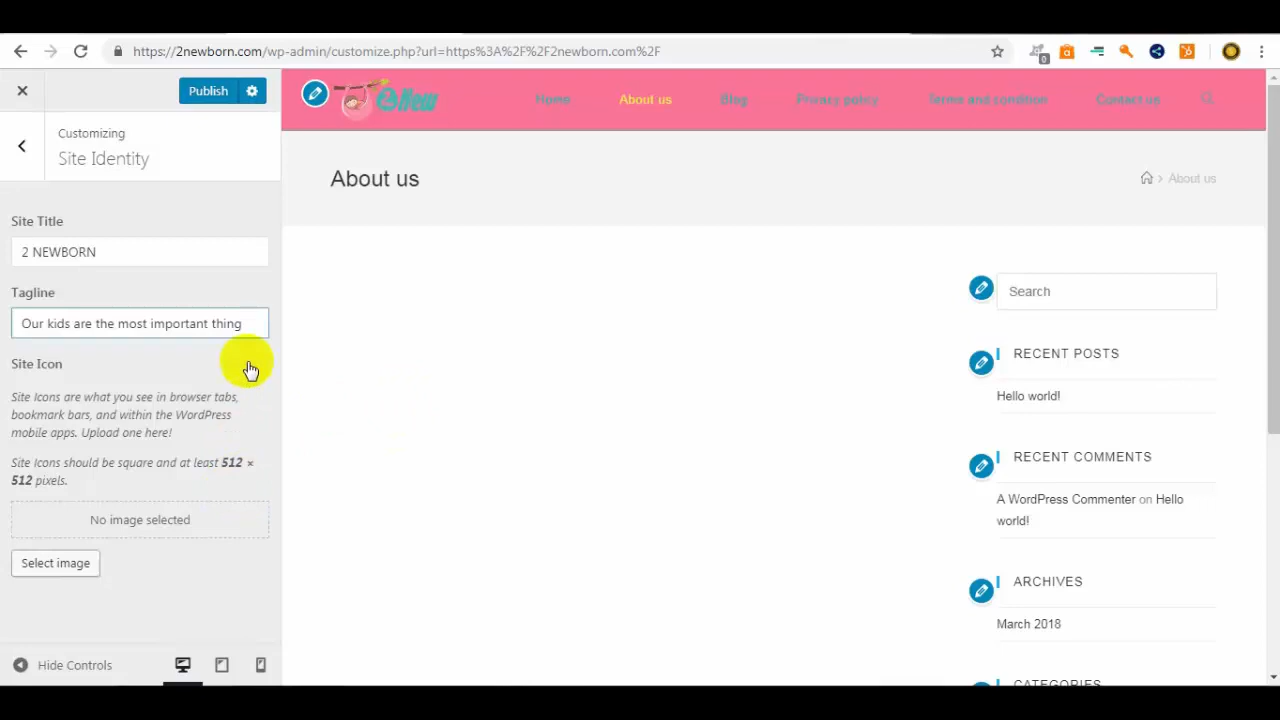 https://2newborn.com/wp-admin/customize.php?url=https%3A%2F%2F2newborn.com%2F
0
Publish
Customizing
Site Identity
Site Title
2 NEWBORN
Tagline
Our kids are the most important thing
Site Icon
Site Icons are what you see in browser tabs,
bookmark bars, and within the WordPress
mobile apps. Upload one here!
Site Icons should be square and at least 512 ×
512 pixels.
No image selected
Select image
Hide Controls
2 New
Home About us Blog Privacy policy Terms and condition Contact us
About us
> About us
Search
RECENT POSTS
Hello world!
RECENT COMMENTS
A WordPress Commenter on Hello
world!
ARCHIVES
March 2018
CATEGORIES